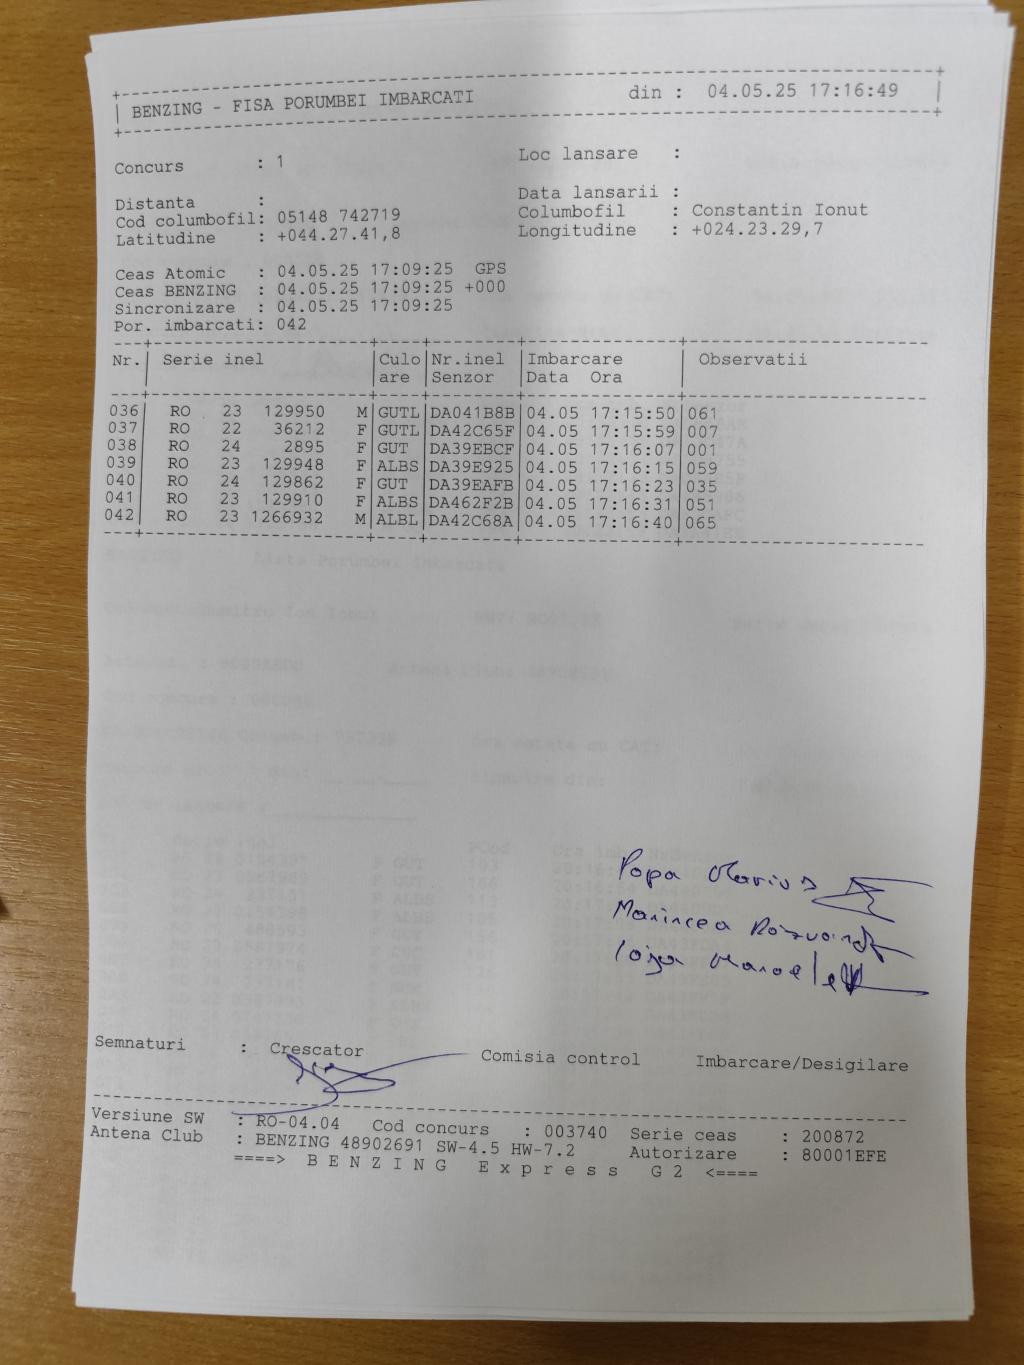 BENZING - FISA PORUMBEI IMBARCATI din : 04.05.25 17:16:49
Concurs : 1 Loc lansare :
Distanta : Data lansarii :
Cod columbofil: 05148 742719 Columbofil : Constantin Ionut
Latitudine : +044.27.41,8 Longitudine : +024.23.29,7
Ceas Atomic : 04.05.25 17:09:25 GPS
Ceas BENZING : 04.05.25 17:09:25 +000
Sincronizare : 04.05.25 17:09:25
Por. imbarcati: 042
Nr. Serie inel Culo Nr.inel Imbarcare Observatii
are Senzor Data Ora
036 RO 23 129950 M GUTL DA041B8B 04.05 17:15:50 061
037 RO 22 36212 F GUTL DA42C65F 04.05 17:15:59 007
038 RO 24 2895 F GUT DA39EBCF 04.05 17:16:07 001
039 RO 23 129948 F ALBS DA39E925 04.05 17:16:15 059
040 RO 24 129862 F GUT DA39EAFB 04.05 17:16:23 035
041 RO 23 129910 F ALBS DA462F2B 04.05 17:16:31 051
042 RO 23 1266932 M ALBL DA42C68A 04.05 17:16:40 065
Popa Marius
Manincea
Semnaturi : Crescator Comisia control Imbarcare/Desigilare
Versiune SW : RO-04.04 Cod concurs : 003740 Serie ceas : 200872
Antena Club : BENZING 48902691 SW-4.5 HW-7.2 Autorizare : 80001EFE
====> B E N Z I N G E x p r e s s G 2 <====